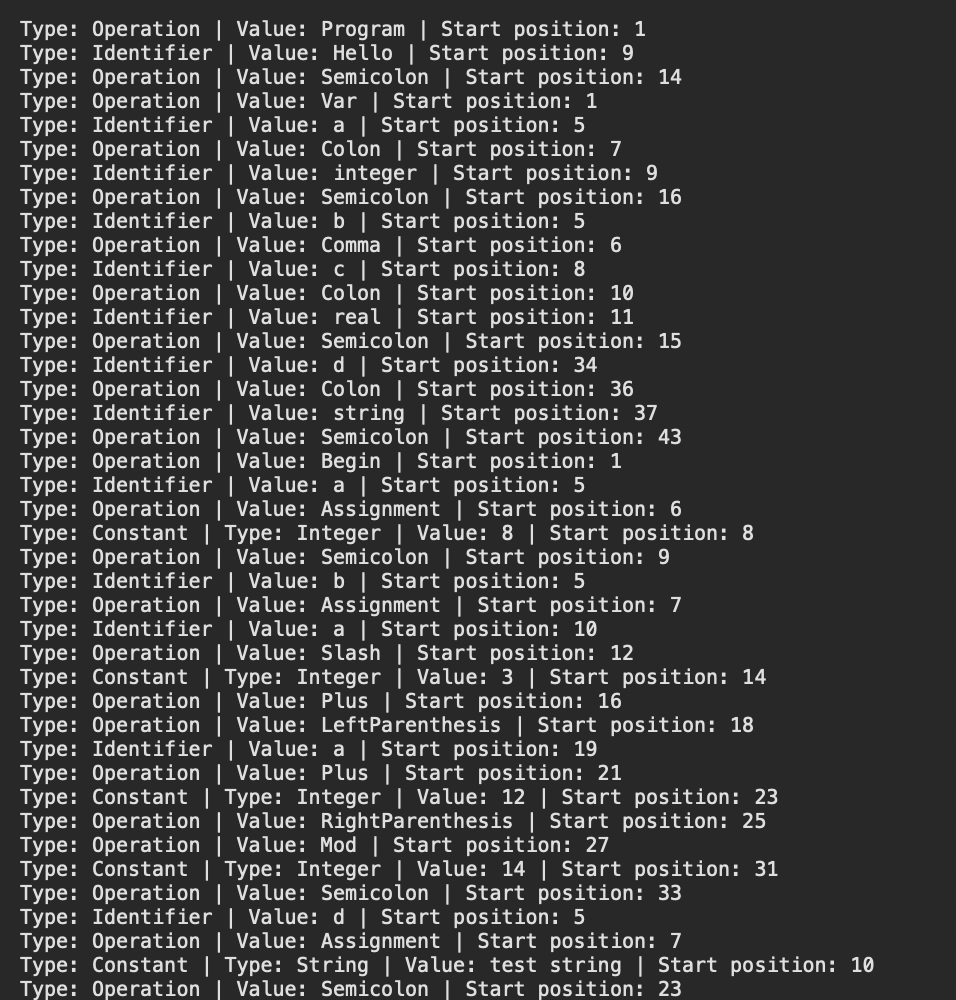 Type: Operation | Value: Program | Start position: 1
Type: Identifier | Value: Hello | Start position: 9
Type: Operation | Value: Semicolon | Start position: 14
Type: Operation | Value: Var | Start position: 1
Type: Identifier | Value: a | Start position: 5
Type: Operation | Value: Colon | Start position: 7
Type: Identifier | Value: integer | Start position: 9
Type: Operation | Value: Semicolon | Start position: 16
Type: Identifier | Value: b | Start position: 5
Type: Operation | Value: Comma | Start position: 6
Type: Identifier | Value: c | Start position: 8
Type: Operation | Value: Colon | Start position: 10
Type: Identifier | Value: real | Start position: 11
Type: Operation | Value: Semicolon | Start position: 15
Type: Identifier | Value: d | Start position: 34
Type: Operation | Value: Colon | Start position: 36
Type: Identifier | Value: string | Start position: 37
Type: Operation | Value: Semicolon | Start position: 43
Type: Operation | Value: Begin | Start position: 1
Type: Identifier | Value: a | Start position: 5
Type: Operation | Value: Assignment | Start position: 6
Type: Constant | Type: Integer | Value: 8 | Start position: 8
Type: Operation | Value: Semicolon | Start position: 9
Type: Identifier | Value: b | Start position: 5
Type: Operation | Value: Assignment | Start position: 7
Type: Identifier | Value: a | Start position: 10
Type: Operation | Value: Slash | Start position: 12
Type: Constant | Type: Integer | Value: 3 | Start position: 14
Type: Operation | Value: Plus | Start position: 16
Type: Operation | Value: LeftParenthesis | Start position: 18
Type: Identifier | Value: a | Start position: 19
Type: Operation | Value: Plus | Start position: 21
Type: Constant | Type: Integer | Value: 12 | Start position: 23
Type: Operation | Value: RightParenthesis | Start position: 25
Type: Operation | Value: Mod | Start position: 27
Type: Constant | Type: Integer | Value: 14 | Start position: 31
Type: Operation | Value: Semicolon | Start position: 33
Type: Identifier | Value: d | Start position: 5
Type: Operation | Value: Assignment | Start position: 7
Type: Constant | Type: String | Value: test string | Start position: 10
Type: Operation | Value: Semicolon | Start position: 23